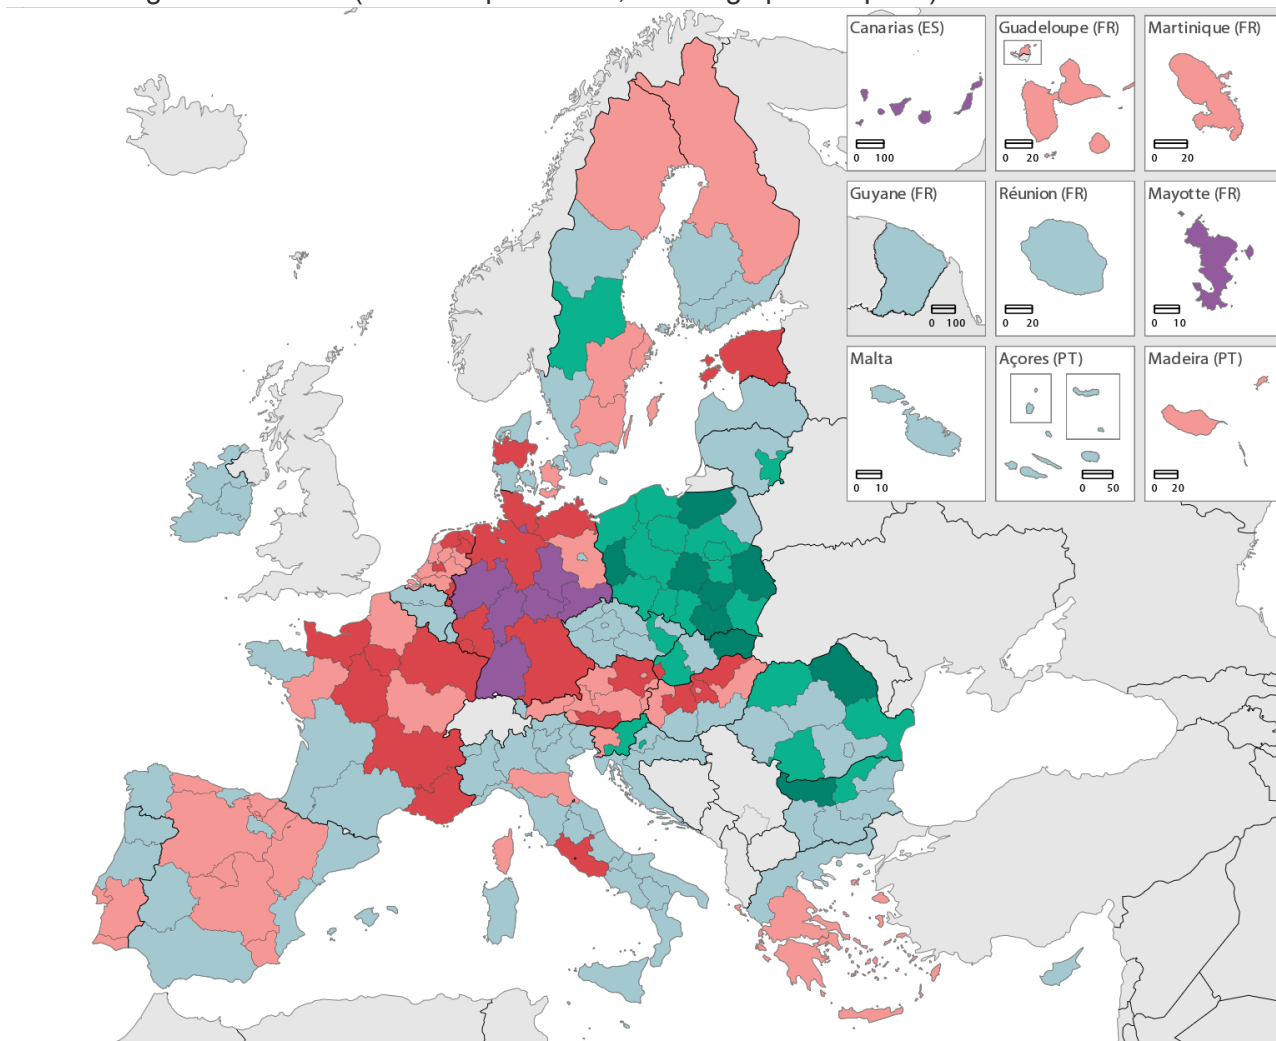 Canarias (ES)
0 100
Guadeloupe (FR)
0 20
Martinique (FR)
0 20
Guyane (FR)
0 100
Réunion (FR)
0 20
Mayotte (FR)
0 10
Malta
0 10
Açores (PT)
0 50
Madeira (PT)
0 20